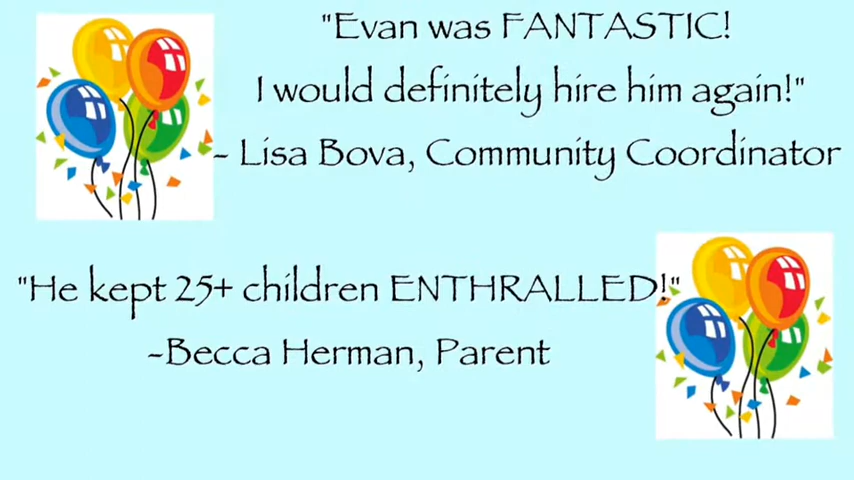 "Evan was FANTASTIC!
I would definitely hire him again!"
- Lisa Bova, Community Coordinator
"He kept 25+ children ENTHRALLED!"
-Becca Herman, Parent